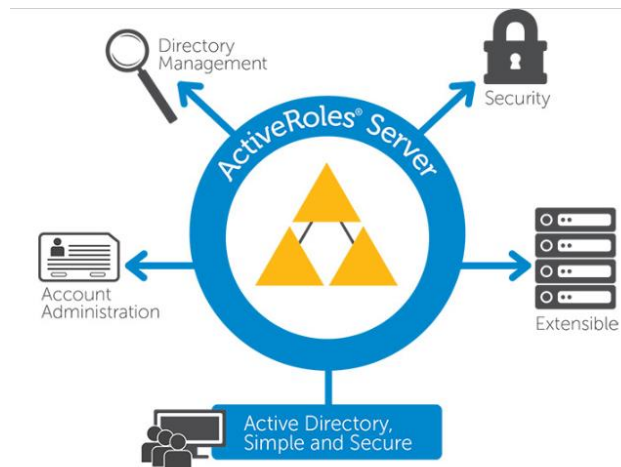 Directory
Management
Security
ActiveRoles® Server
Account
Administration
Extensible
Active Directory,
Simple and Secure